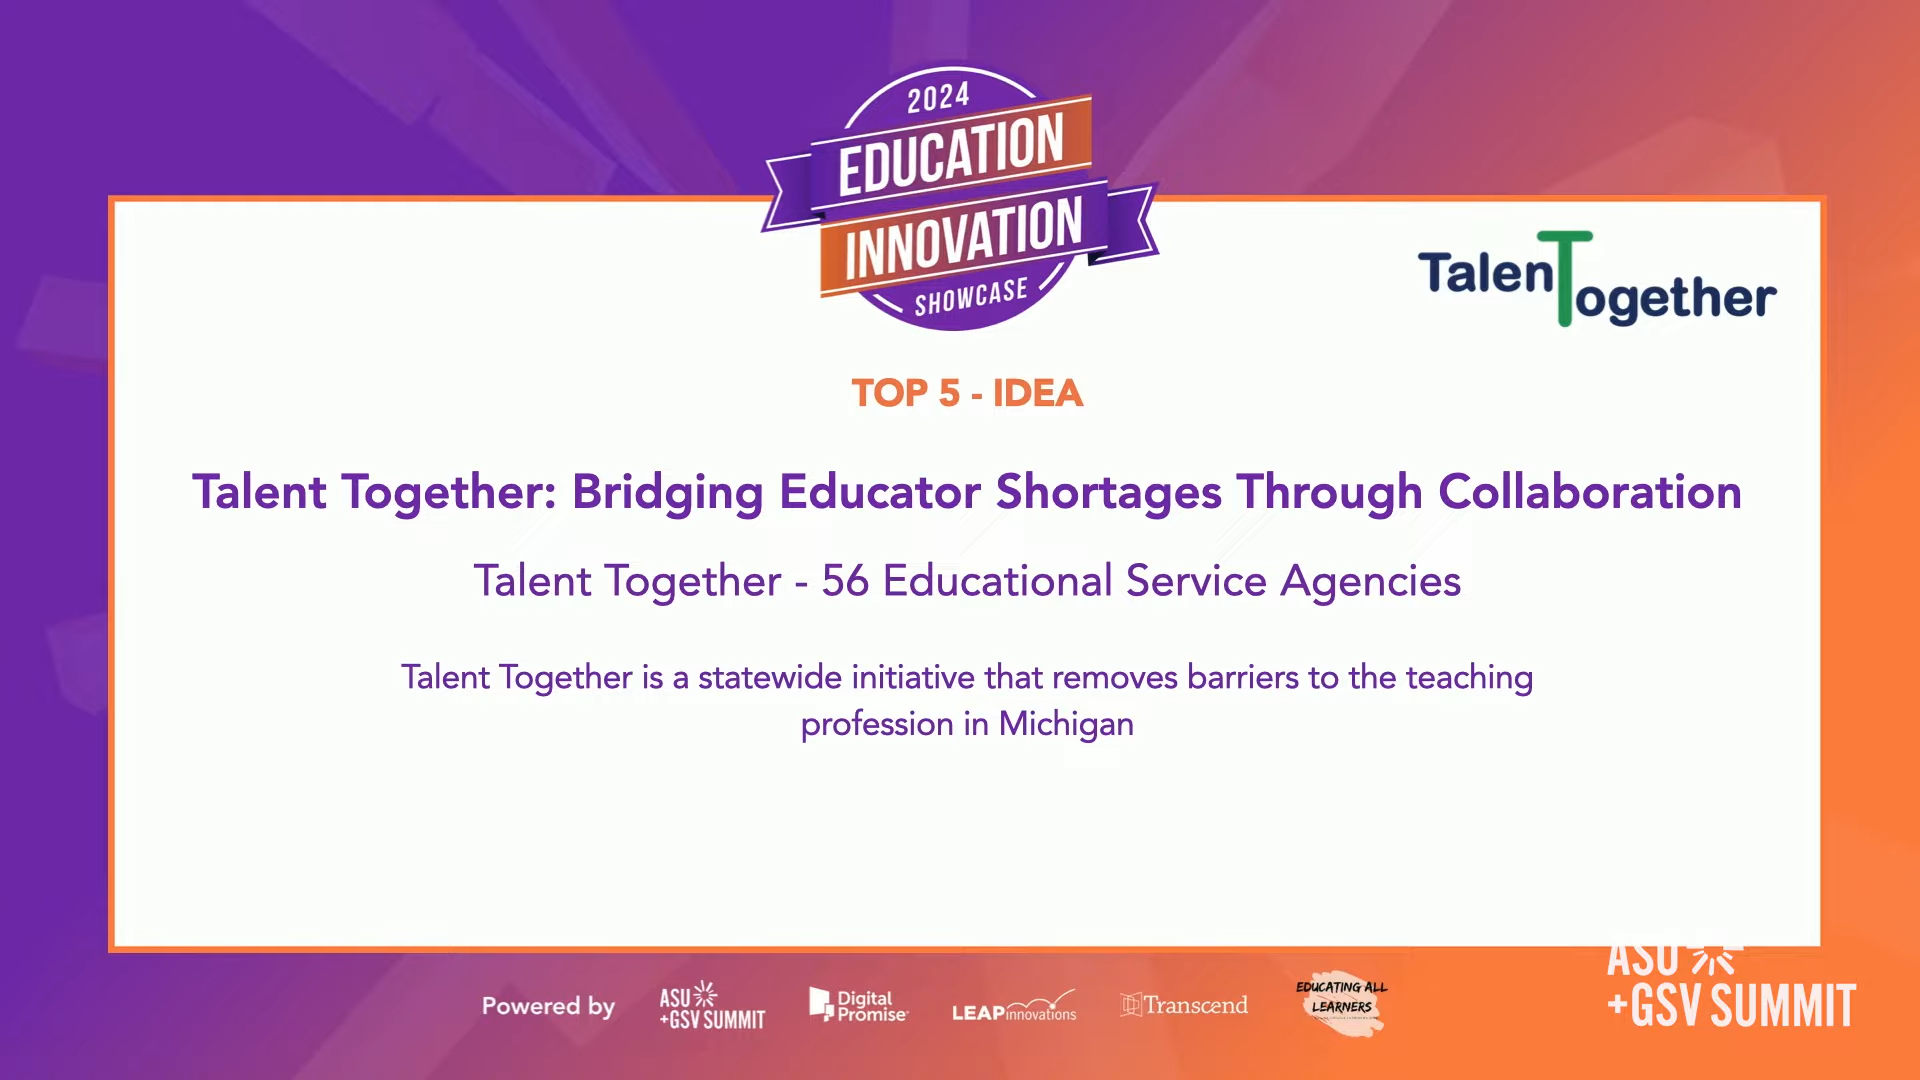 2024
EDUCATION
INNOVATION
SHOWCASE
TalenTogether
TOP 5 - IDEA
Talent Together: Bridging Educator Shortages Through Collaboration
Talent Together - 56 Educational Service Agencies
Talent Together is a statewide initiative that removes barriers to the teaching
profession in Michigan
Powered by
ASU
+GSV SUMMIT
Digital
Promise
LEAP innovations
Transcend
EDUCATING ALL
LEARNERS
ASU
+GSV SUMMIT